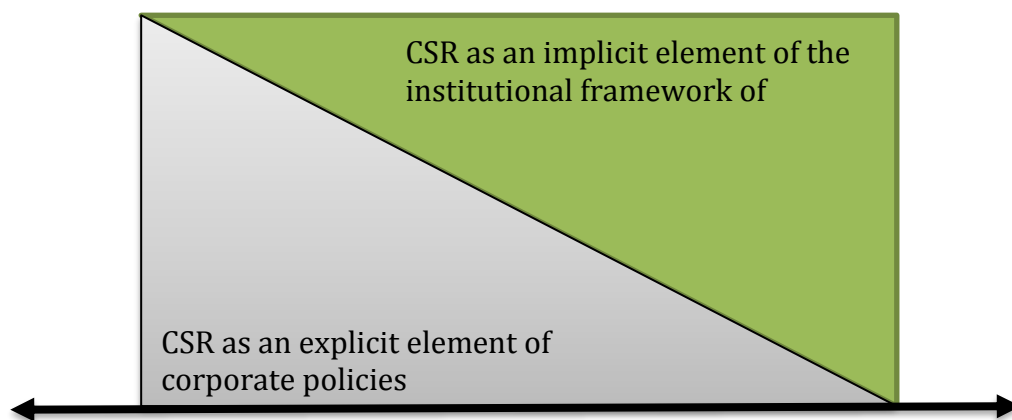 CSR as an implicit element of the
institutional framework of
CSR as an explicit element of
corporate policies